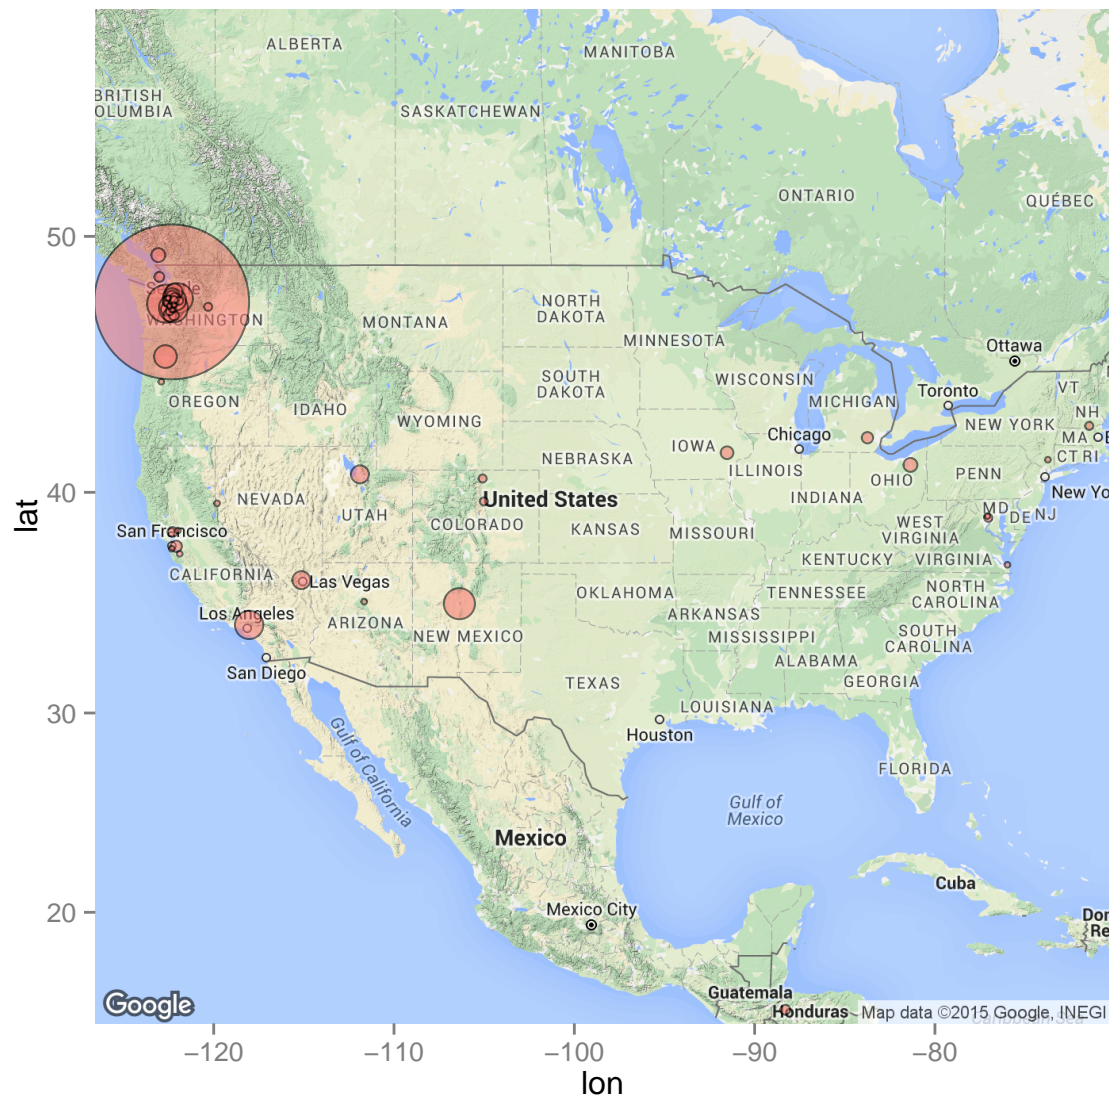 ALBERTA
MANITOBA
BRITISH
OLUMBIA
SASKATCHEWAN
ONTARIO
QUÉBEC
50
WASHINGTON
MONTANA
NORTH
DAKOTA
MINNESOTA
Ottawa
SOUTH
DAKOTA
WISCONSIN
VT
OREGON
IDAHO
WYOMING
MICHIGAN
Toronto
NH
NEW YORK
Chicago
MA
IOWA
NEBRASKA
ILLINOIS
CT
RI
OHIO
PENN
40
NEVADA
UTAH
United States
INDIANA
New Yo
MD
DE
NJ
COLORADO
KANSAS
MISSOURI
WEST
VIRGINIA
San Francisco
KENTUCKY
VIRGINIA
CALIFORNIA
Las Vegas
OKLAHOMA
TENNESSEE
NORTH
CAROLINA
Los Angeles
ARIZONA
NEW MEXICO
ARKANSAS
MISSISSIPPI
SOUTH
CAROLINA
San Diego
TEXAS
ALABAMA
GEORGIA
30
LOUISIANA
Houston
Gulf of California
FLORIDA
Gulf of
Mexico
Mexico
Cuba
20
Mexico City
Dor
Re
Guatemala
Honduras
Google
Map data ©2015 Google, INEGI
−120
−110
−100
−90
−80
lon
lat